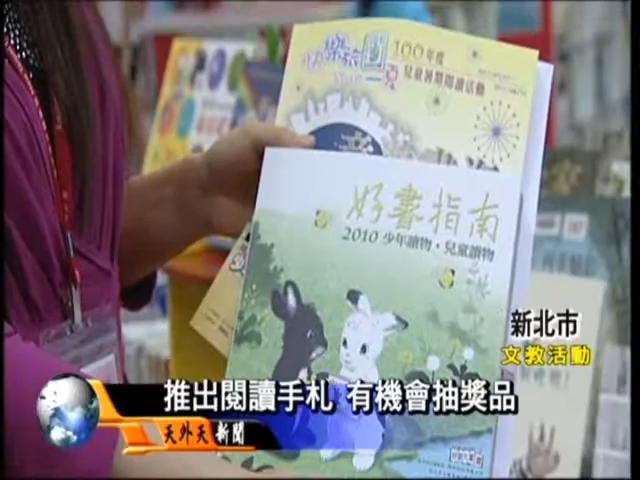 100年度
兒童暑期閱讀活動
好書指南
2010 少年讀物・兒童讀物
新北市
文教活動
推出閱讀手札 有機會抽獎品
天外天新聞